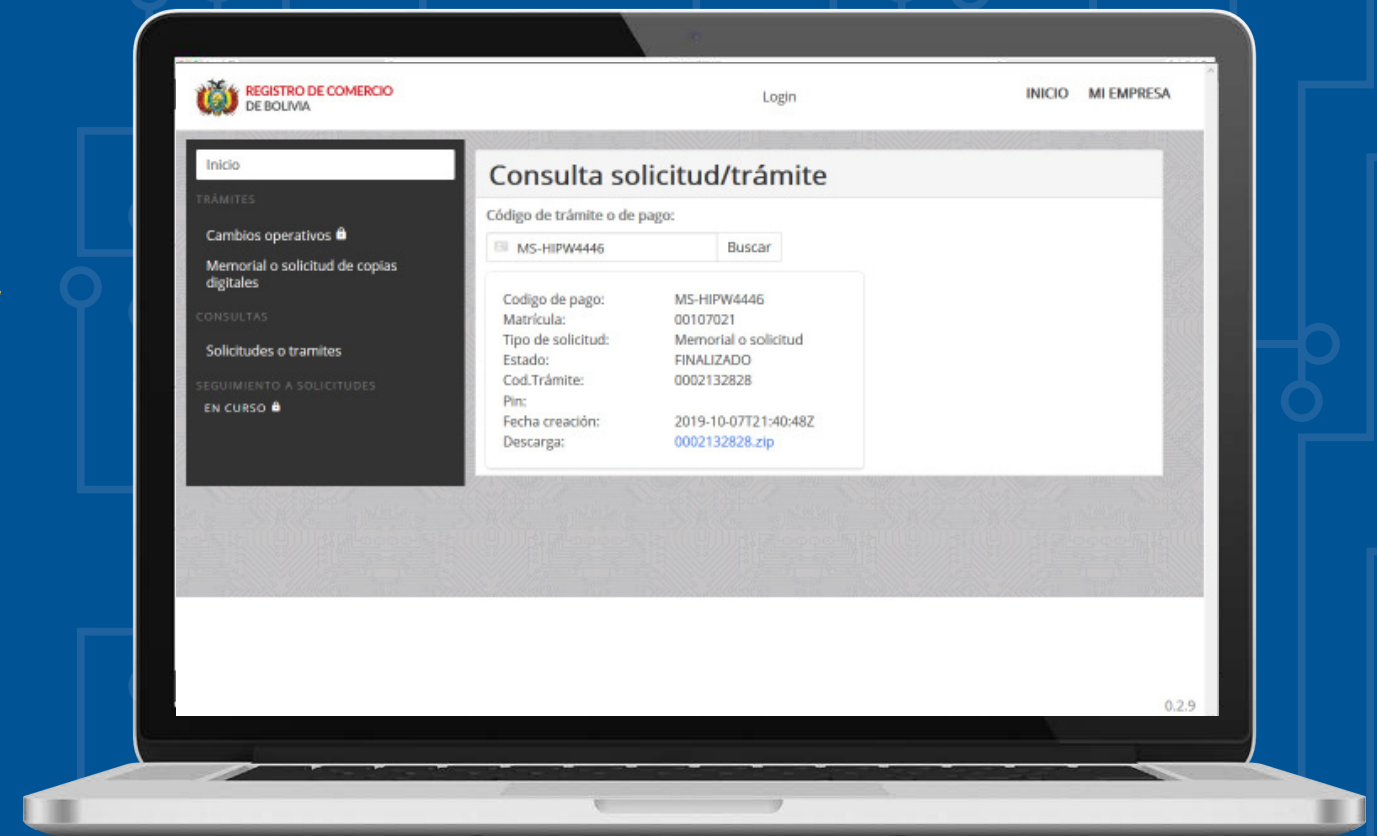 REGISTRO DE COMERCIO
DE BOLIVIA
Login
INICIO MI EMPRESA
Inicio
TRÁMITES
Cambios operativos
Memorial o solicitud de copias
digitales
CONSULTAS
Solicitudes o tramites
SEGUIMIENTO A SOLICITUDES
EN CURSO
Consulta solicitud/trámite
Código de trámite o de pago:
MS-HIPW4446 Buscar
Codigo de pago: MS-HIPW4446
Matrícula: 00107021
Tipo de solicitud: Memorial o solicitud
Estado: FINALIZADO
Cod.Trámite: 0002132828
Pin:
Fecha creación: 2019-10-07T21:40:48Z
Descarga: 0002132828.zip
0.2.9